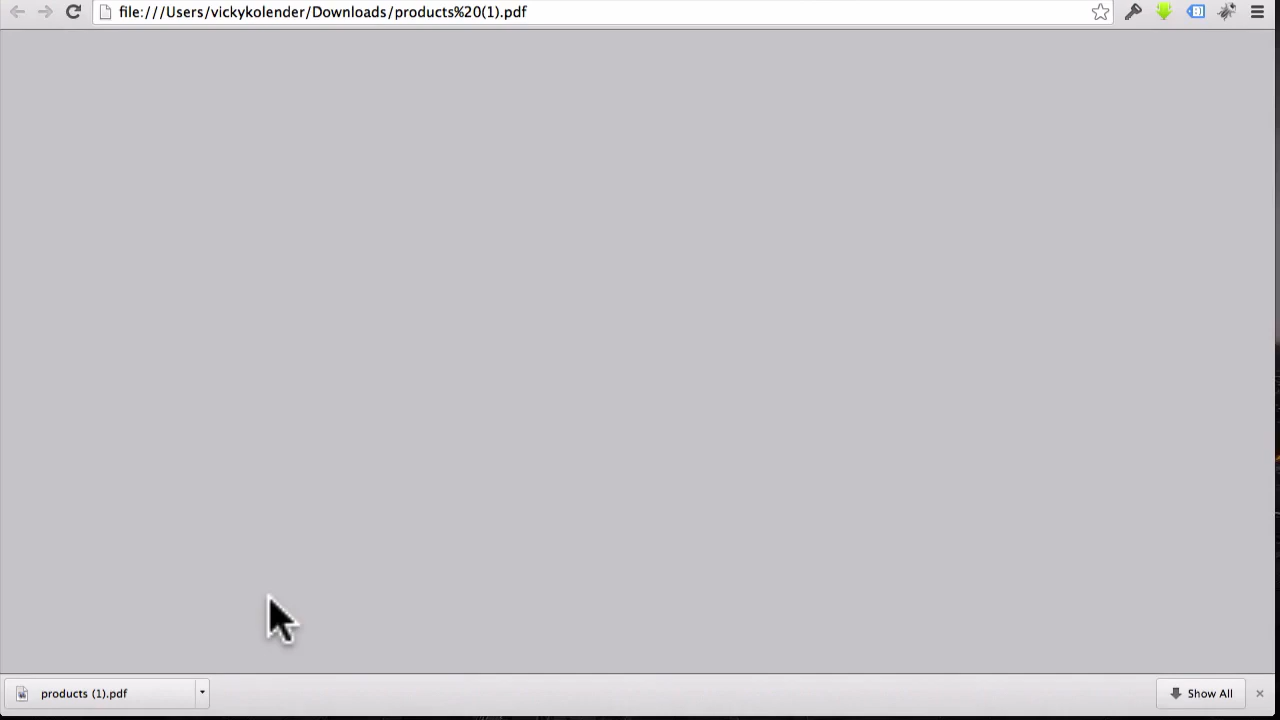 file:///Users/vickykolender/Downloads/products%20(1).pdf
products (1).pdf
Show All